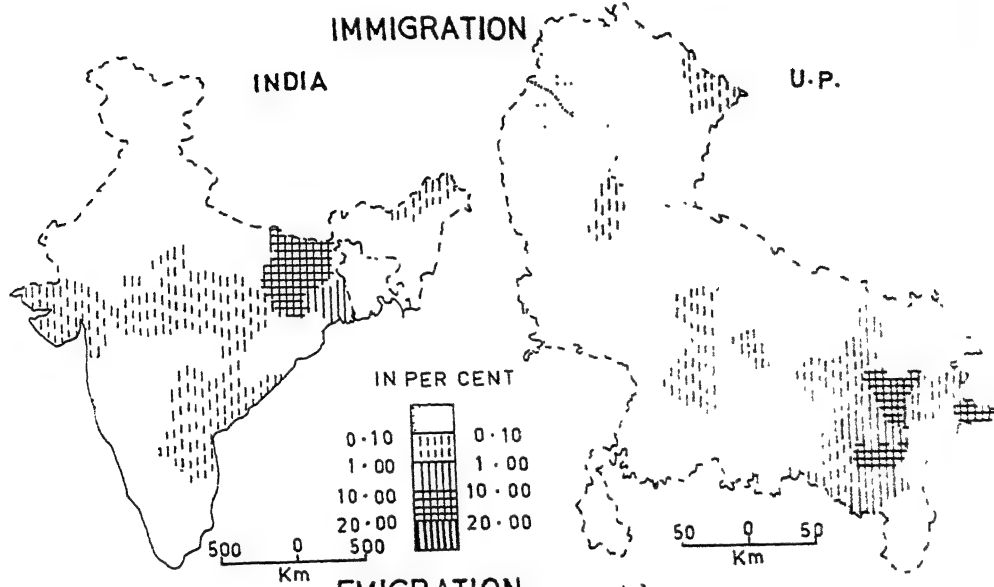 IMMIGRATION
INDIA
U.P.
IN PER CENT
0.10 0.10
1.00 1.00
10.00 10.00
20.00 20.00
500 0 500
Km
50 0 50
Km
EMIGRATION